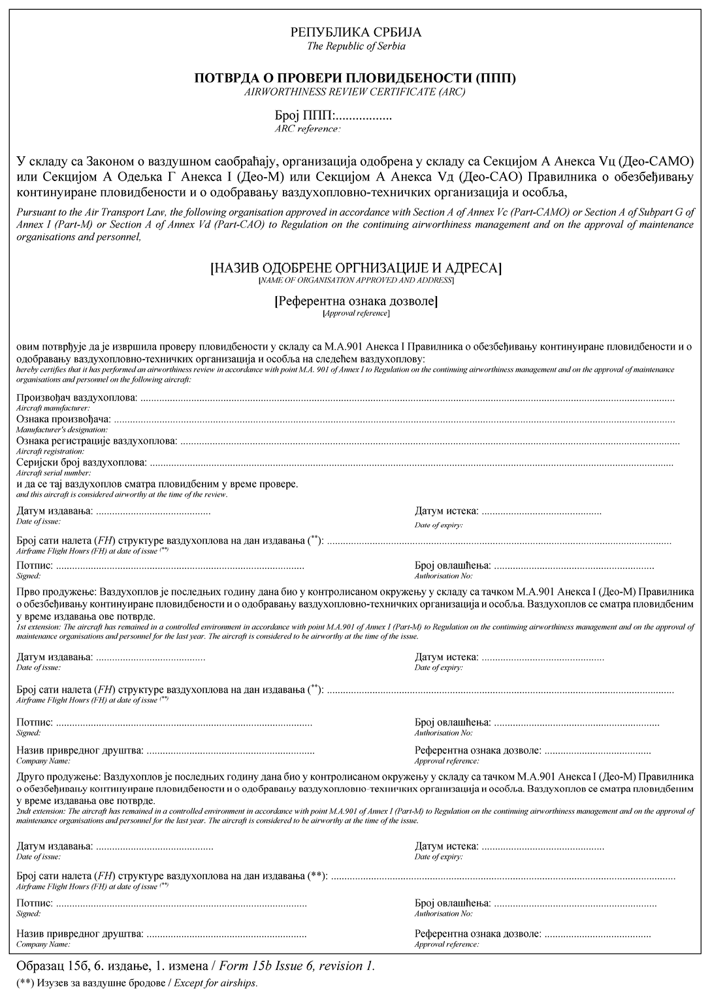 РЕПУБЛИКА СРБИЈА
The Republic of Serbia
ПОТВРДА О ПРОВЕРИ ПЛОВИДБЕНОСТИ (ППП)
AIRWORTHINESS REVIEW CERTIFICATE (ARC)
Број ППП:.................
ARC reference:
У складу са Законом о ваздушном саобраћају, организација одобрена у складу са Секцијом А Анекса Vц (Део-САМО)
или Секцијом А Одељка Г Анекса I (Део-М) или Секцијом А Анекса Vд (Део-САО) Правилника о обезбеђивању
континуиране пловидбености и о одобравању ваздухопловно-техничких организација и особља,
Pursuant to the Air Transport Law, the following organisation approved in accordance with Section A of Annex Vc (Part-CAMO) or Section A of Subpart G of
Annex I (Part-M) or Section A of Annex Vd (Part-CAO) to Regulation on the continuing airworthiness management and on the approval of maintenance
organisations and personnel,
[НАЗИВ ОДОБРЕНЕ ОРГНИЗАЦИЈЕ И АДРЕСА]
[NAME OF ORGANISATION APPROVED AND ADDRESS]
[Референтна ознака дозволе]
[Approval reference]
овим потврђује да је извршила проверу пловидбености у складу са М.А.901 Анекса I Правилника о обезбеђивању континуиране пловидбености и о
одобравању ваздухопловно-техничких организација и особља на следећем ваздухоплову:
hereby certifies that it has performed an airworthiness review in accordance with point M.A. 901 of Annex I to Regulation on the continuing airworthiness management and on the approval of maintenance
organisations and personnel on the following aircraft:
Произвођач ваздухоплова: ........................................
Aircraft manufacturer:
Ознака произвођача: ........................................
Manufacturer's designation:
Ознака регистрације ваздухоплова: ........................................
Aircraft registration:
Серијски број ваздухоплова: ........................................
Aircraft serial number:
и да се тај ваздухоплов сматра пловидбеним у време провере.
and this aircraft is considered airworthy at the time of the review.
Датум издавања: ........................................ Датум истека: ........................................
Date of issue: Date of expiry:
Број сати налета (FH) структуре ваздухоплова на дан издавања (**): ........................................
Airframe Flight Hours (FH) at date of issue (**)
Потпис: ........................................ Број овлашћења: ........................................
Signed: Authorisation No:
Прво продужење: Ваздухоплов је последњих годину дана био у контролисаном окружењу у складу са тачком М.А.901 Анекса I (Део-М) Правилника
о обезбеђивању континуиране пловидбености и о одобравању ваздухопловно-техничких организација и особља. Ваздухоплов се сматра пловидбеним
у време издавања ове потврде.
1st extension: The aircraft has remained in a controlled environment in accordance with point M.A.901 of Annex I (Part-M) to Regulation on the continuing airworthiness management and on the approval of
maintenance organisations and personnel for the last year. The aircraft is considered to be airworthy at the time of the issue.
Датум издавања: ........................................ Датум истека: ........................................
Date of issue: Date of expiry:
Број сати налета (FH) структуре ваздухоплова на дан издавања (**): ........................................
Airframe Flight Hours (FH) at date of issue (**)
Потпис: ........................................ Број овлашћења: ........................................
Signed: Authorisation No:
Назив привредног друштва: ........................................ Референтна ознака дозволе: ........................................
Company Name: Approval reference:
Друго продужење: Ваздухоплов је последњих годину дана био у контролисаном окружењу у складу са тачком М.А.901 Анекса I (Део-М) Правилника
о обезбеђивању континуиране пловидбености и о одобравању ваздухопловно-техничких организација и особља. Ваздухоплов се сматра пловидбеним
у време издавања ове потврде.
2ndt extension: The aircraft has remained in a controlled environment in accordance with point M.A.901 of Annex I (Part-M) to Regulation on the continuing airworthiness management and on the approval of
maintenance organisations and personnel for the last year. The aircraft is considered to be airworthy at the time of the issue.
Датум издавања: ........................................ Датум истека: ........................................
Date of issue: Date of expiry:
Број сати налета (FH) структуре ваздухоплова на дан издавања (**): ........................................
Airframe Flight Hours (FH) at date of issue (**)
Потпис: ........................................ Број овлашћења: ........................................
Signed: Authorisation No:
Назив привредног друштва: ........................................ Референтна ознака дозволе: ........................................
Company Name: Approval reference:
Образац 15б, 6. издање, 1. измена / Form 15b Issue 6, revision 1.
(**) Изузев за ваздушне бродове / Except for airships.